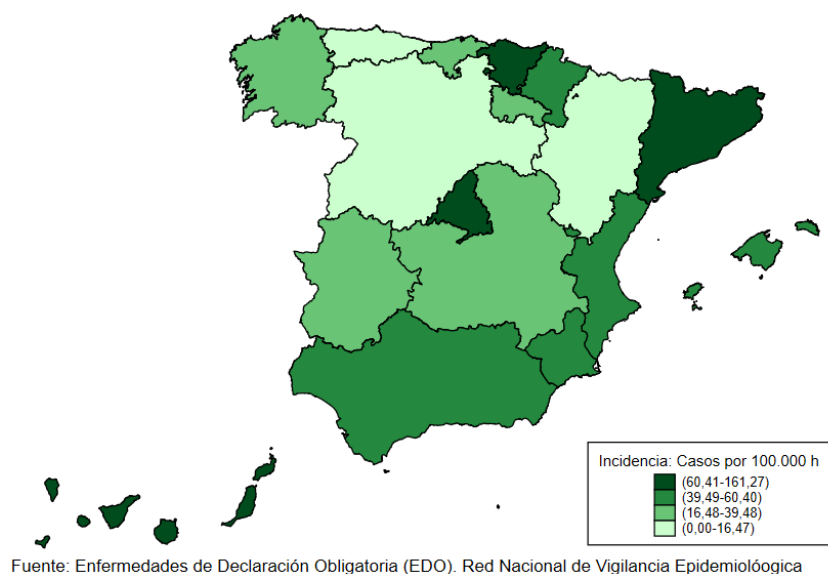 Incidencia: Casos por 100.000 h
(60,41-161,27)
(39,49-60,40)
(16,48-39,48)
(0,00-16,47)
Fuente: Enfermedades de Declaración Obligatoria (EDO). Red Nacional de Vigilancia Epidemiolóogica